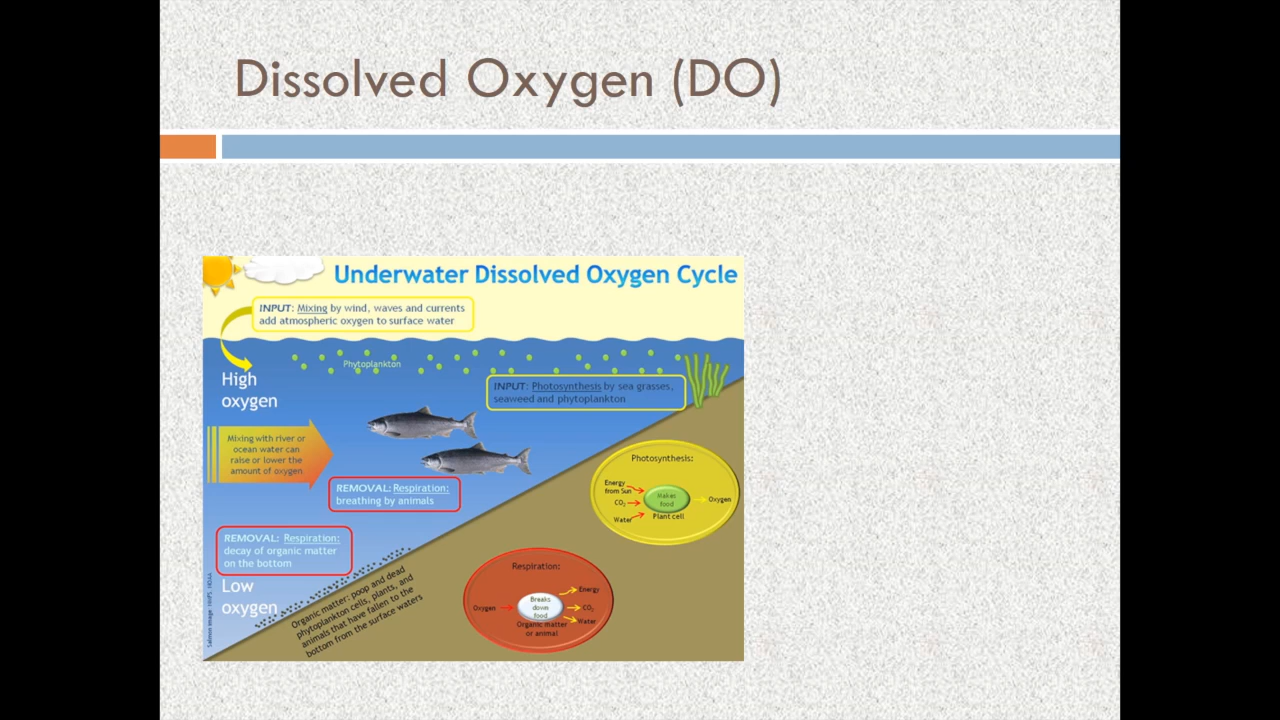 Dissolved Oxygen (DO)
Underwater Dissolved Oxygen Cycle
INPUT: Mixing by wind, waves and currents
add atmospheric oxygen to surface water
Phytoplankton
High
oxygen
INPUT: Photosynthesis by sea grasses,
seaweed and phytoplankton
Mixing with river or
ocean water can
raise or lower the
amount of oxygen
REMOVAL: Respiration:
breathing by animals
Photosynthesis:
Energy
from Sun
CO₂
Water
Makes
food
Plant cell
Oxygen
REMOVAL: Respiration:
decay of organic matter
on the bottom
Low
oxygen
Organic matter: poop and dead
phytoplankton cells, plants, and
animals that have fallen to the
bottom from the surface waters
Respiration:
Oxygen
Breaks
down
food
Organic matter
or animal
Energy
CO₂
Water
Salmon image: NMFS NOAA